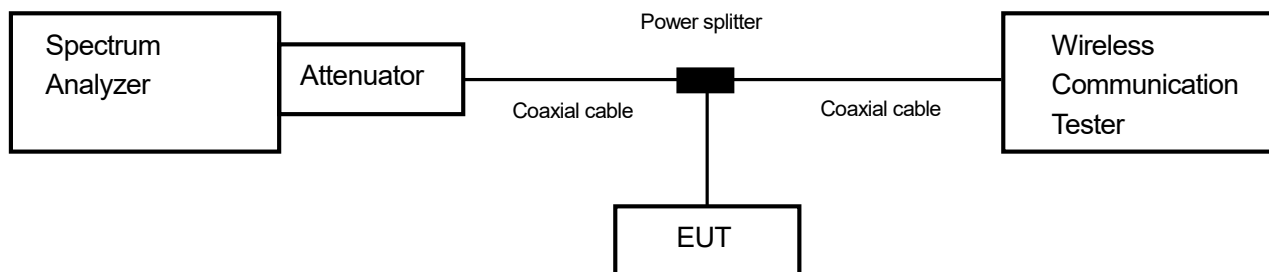 Power splitter
Spectrum
Analyzer
Attenuator
Coaxial cable
Coaxial cable
Wireless
Communication
Tester
EUT